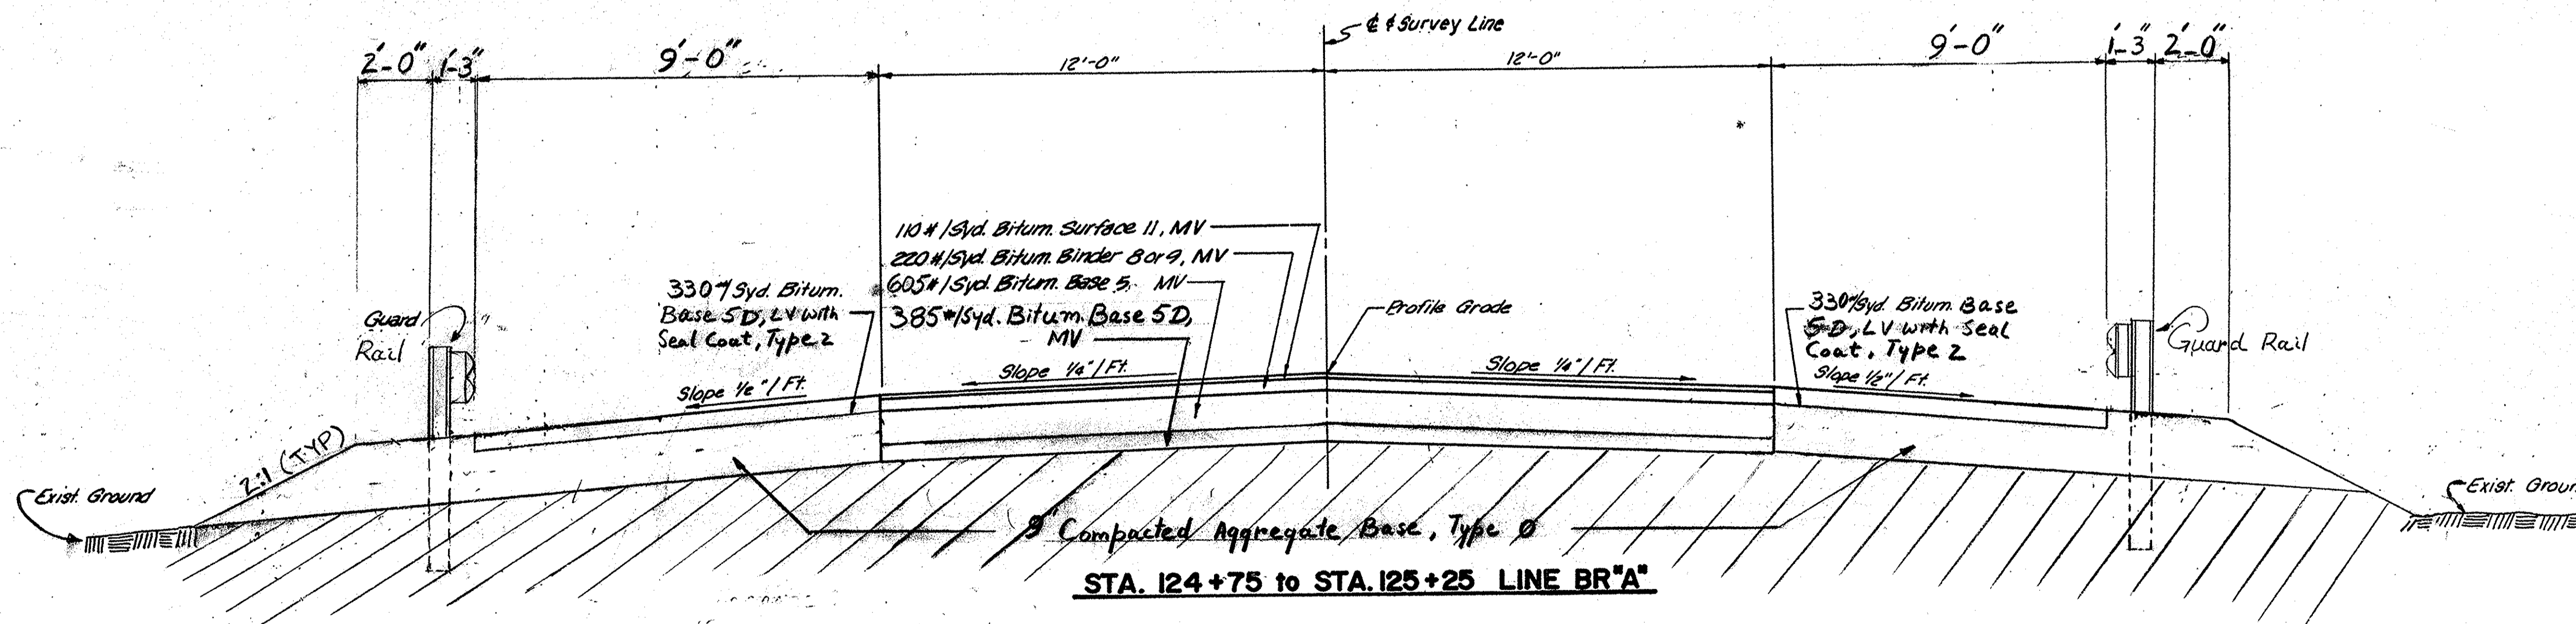 ℄ & Survey Line
2'-0" 1'-3" 9'-0" 12'-0" 12'-0" 9'-0" 1'-3" 2'-0"
110#/Syd. Bitum. Surface 11, MV
220#/Syd. Bitum. Binder 8 or 9, MV
605#/Syd. Bitum. Base 5 MV
385#/Syd. Bitum. Base 5D,
MV
330#/Syd. Bitum.
Base 5D, LV with
Seal Coat, Type 2
Profile Grade
330#/Syd. Bitum. Base
5D, LV with Seal
Coat, Type 2
Guard
Rail
Guard Rail
Slope 1/2"/Ft.
Slope 1/4"/Ft.
Slope 1/4"/Ft.
Slope 1/2"/Ft.
2:1 (TYP)
Exist. Ground
Exist. Groun
9" Compacted Aggregate Base, Type O
STA. 124+75 to STA. 125+25 LINE BR"A"